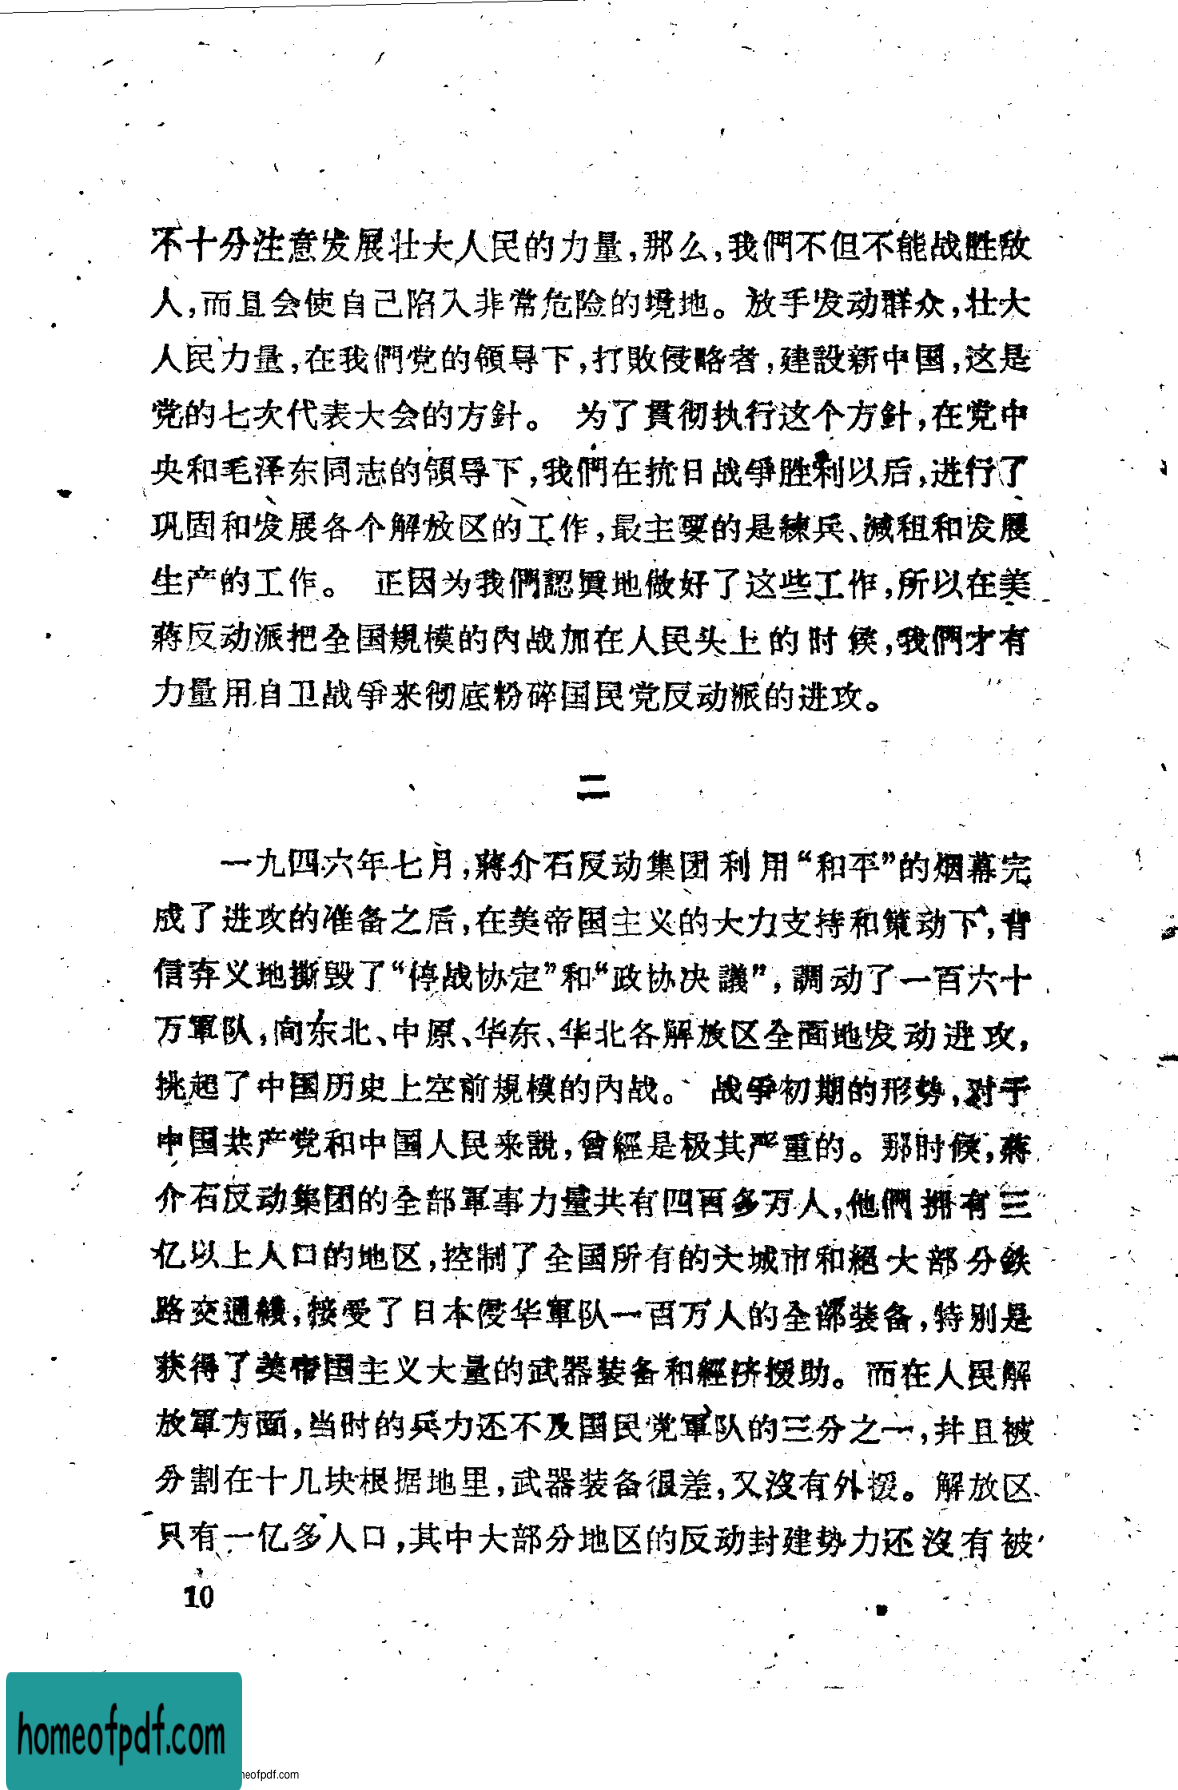 不十分注意发展壮大人民的力量,那么,我們不但不能战胜敌
人,而且会使自己陷入非常危险的境地。放手发动群众,壮大
人民力量,在我們党的領导下,打敗侵略者,建設新中国,这是
党的七次代表大会的方針。 为了貫彻执行这个方針,在党中
央和毛泽东同志的領导下,我們在抗日战爭胜利以后,进行了
巩固和发展各个解放区的工作,最主要的是練兵、減租和发展
生产的工作。 正因为我們認眞地做好了这些工作,所以在美
蔣反动派把全国規模的內战加在人民头上的时候,我們才有
力量用自卫战爭来彻底粉碎国民党反动派的进攻。
二
一九四六年七月,蔣介石反动集团利用“和平”的烟幕完
成了进攻的准备之后,在美帝国主义的大力支持和策动下,背
信弃义地撕毁了“停战协定”和“政协决議”,調动了一百六十
万軍队,向东北、中原、华东、华北各解放区全面地发动进攻,
挑起了中国历史上空前規模的內战。 战爭初期的形势,对于
中国共产党和中国人民来說,曾經是极其严重的。那时候,蔣
介石反动集团的全部軍事力量共有四百多万人,他們拥有三
亿以上人口的地区,控制了全国所有的大城市和絕大部分鉄
路交通綫,接受了日本侵华軍队一百万人的全部装备,特別是
获得了美帝国主义大量的武器装备和經济援助。而在人民解
放軍方面,当时的兵力还不及国民党軍队的三分之一,幷且被
分割在十几块根据地里,武器装备很差,又沒有外援。解放区
只有一亿多人口,其中大部分地区的反动封建势力还沒有被
10
homeofpdf.com
neofpdf.com